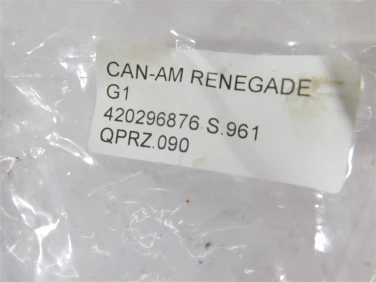 CAN-AM RENEGADE
G1
420296876 S.961
QPRZ.090